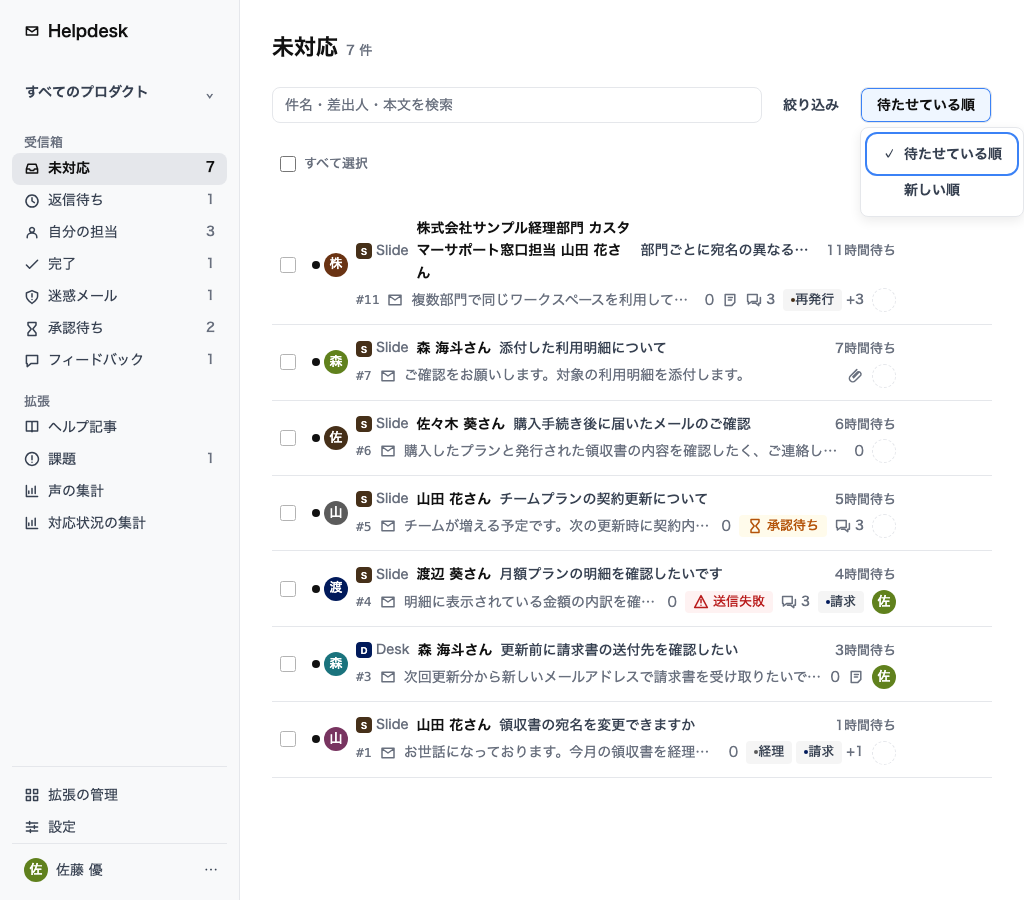 Helpdesk
すべてのプロダクト
受信箱
未対応 7
返信待ち 1
自分の担当 3
完了 1
迷惑メール 1
承認待ち 2
フィードバック 1
拡張
ヘルプ記事
課題 1
声の集計
対応状況の集計
拡張の管理
設定
佐 佐藤 優 …
未対応 7 件
件名・差出人・本文を検索 絞り込み 待たせている順
✓ 待たせている順
新しい順
すべて選択
株 S Slide 株式会社サンプル経理部門 カスタ
マーサポート窓口担当 山田 花さ
ん
部門ごとに宛名の異なる… 11時間待ち
#11 複数部門で同じワークスペースを利用して… 0 3 •再発行 +3
森 S Slide 森 海斗さん 添付した利用明細について 7時間待ち
#7 ご確認をお願いします。対象の利用明細を添付します。
佐 S Slide 佐々木 葵さん 購入手続き後に届いたメールのご確認 6時間待ち
#6 購入したプランと発行された領収書の内容を確認したく、ご連絡し… 0
山 S Slide 山田 花さん チームプランの契約更新について 5時間待ち
#5 チームが増える予定です。次の更新時に契約内… 0 承認待ち 3
渡 S Slide 渡辺 葵さん 月額プランの明細を確認したいです 4時間待ち
#4 明細に表示されている金額の内訳を確… 0 送信失敗 3 •請求 佐
森 D Desk 森 海斗さん 更新前に請求書の送付先を確認したい 3時間待ち
#3 次回更新分から新しいメールアドレスで請求書を受け取りたいで… 0 佐
山 S Slide 山田 花さん 領収書の宛名を変更できますか 1時間待ち
#1 お世話になっております。今月の領収書を経理… 0 •経理 •請求 +1